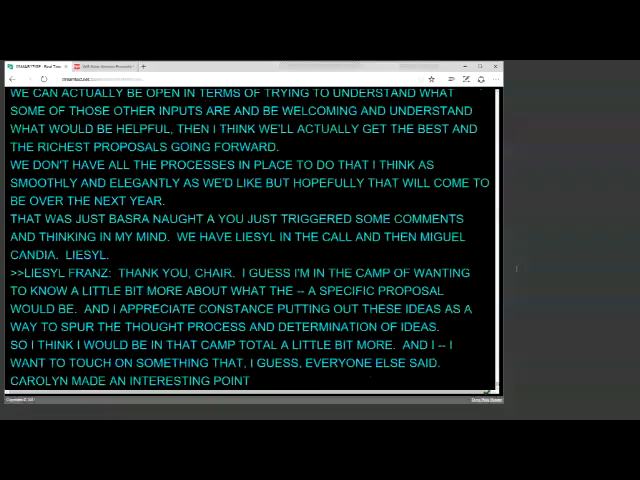 WE CAN ACTUALLY BE OPEN IN TERMS OF TRYING TO UNDERSTAND WHAT
SOME OF THOSE OTHER INPUTS ARE AND BE WELCOMING AND UNDERSTAND
WHAT WOULD BE HELPFUL, THEN I THINK WE'LL ACTUALLY GET THE BEST AND
THE RICHEST PROPOSALS GOING FORWARD.
WE DON'T HAVE ALL THE PROCESSES IN PLACE TO DO THAT I THINK AS
SMOOTHLY AND ELEGANTLY AS WE'D LIKE BUT HOPEFULLY THAT WILL COME TO
BE OVER THE NEXT YEAR.
THAT WAS JUST BASRA NAUGHT A YOU JUST TRIGGERED SOME COMMENTS
AND THINKING IN MY MIND. WE HAVE LIESYL IN THE CALL AND THEN MIGUEL
CANDIA. LIESYL.
>>LIESYL FRANZ: THANK YOU, CHAIR. I GUESS I'M IN THE CAMP OF WANTING
TO KNOW A LITTLE BIT MORE ABOUT WHAT THE -- A SPECIFIC PROPOSAL
WOULD BE. AND I APPRECIATE CONSTANCE PUTTING OUT THESE IDEAS AS A
WAY TO SPUR THE THOUGHT PROCESS AND DETERMINATION OF IDEAS.
SO I THINK I WOULD BE IN THAT CAMP TOTAL A LITTLE BIT MORE. AND I -- I
WANT TO TOUCH ON SOMETHING THAT, I GUESS, EVERYONE ELSE SAID.
CAROLYN MADE AN INTERESTING POINT